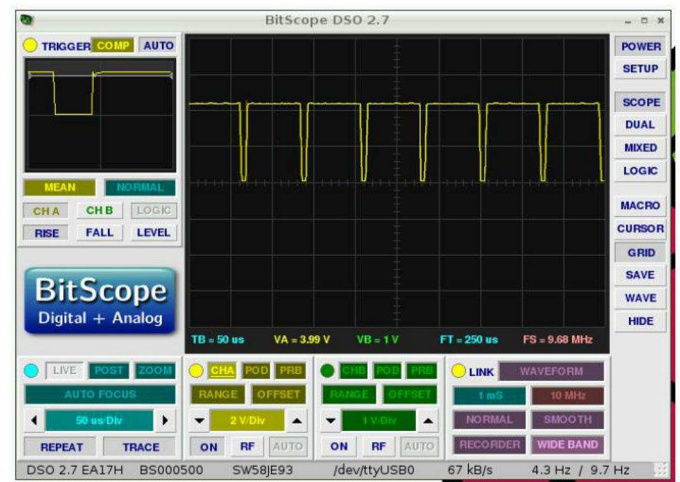 BitScope DSO 2.7
TRIGGER COMP AUTO
MEAN NORMAL
CH A CH B LOGIC
RISE FALL LEVEL
BitScope
Digital + Analog
TB = 50 us VA = 3.99 V VB = 1 V FT = 250 us FS = 9.68 MHz
POWER
SETUP
SCOPE
DUAL
MIXED
LOGIC
MACRO
CURSOR
GRID
SAVE
WAVE
HIDE
LIVE POST ZOOM
AUTO FOCUS
50 us/Div
REPEAT TRACE
CHA POD PRB
RANGE OFFSET
2 V/Div
ON RF AUTO
CHB POD PRB
RANGE OFFSET
1 V/Div
ON RF AUTO
LINK WAVEFORM
1 mS 10 MHz
NORMAL SMOOTH
RECORDER WIDE BAND
DSO 2.7 EA17H BS000500 SW58JE93 /dev/ttyUSB0 67 kB/s 4.3 Hz / 9.7 Hz